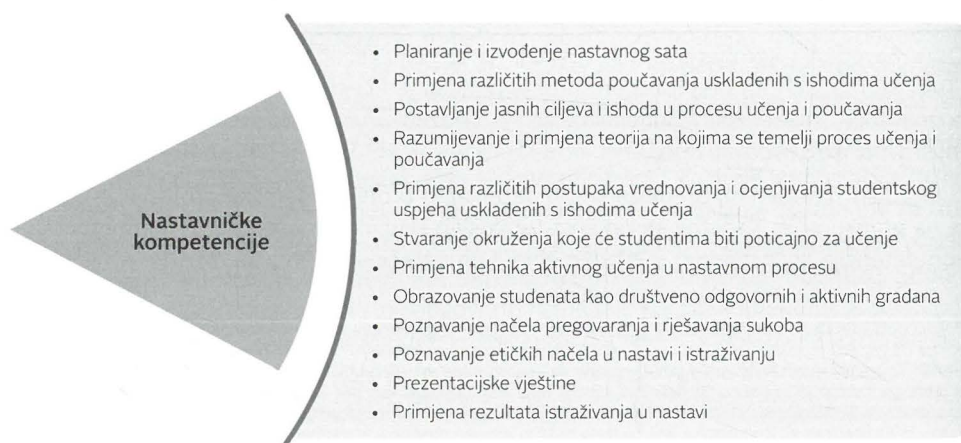 Nastavničke
kompetencije
• Planiranje i izvođenje nastavnog sata
• Primjena različitih metoda poučavanja usklađenih s ishodima učenja
• Postavljanje jasnih ciljeva i ishoda u procesu učenja i poučavanja
• Razumijevanje i primjena teorija na kojima se temelji proces učenja i
poučavanja
• Primjena različitih postupaka vrednovanja i ocjenjivanja studentskog
uspjeha usklađenih s ishodima učenja
• Stvaranje okruženja koje će studentima biti poticajno za učenje
• Primjena tehnika aktivnog učenja u nastavnom procesu
• Obrazovanje studenata kao društveno odgovornih i aktivnih građana
• Poznavanje načela pregovaranja i rješavanja sukoba
• Poznavanje etičkih načela u nastavi i istraživanju
• Prezentacijske vještine
• Primjena rezultata istraživanja u nastavi